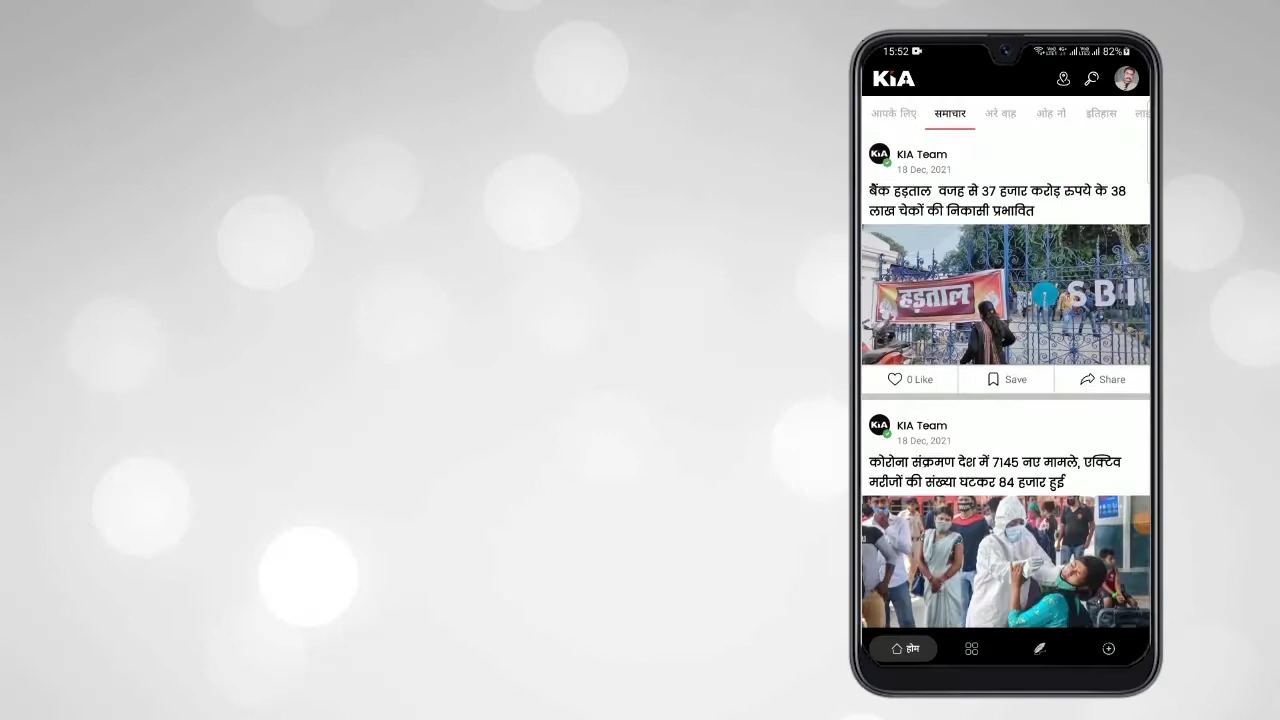 15:52
82%
KIA
आपके लिए समाचार अरे वाह ओह नो इतिहास
KIA Team
18 Dec, 2021
बैंक हड़ताल वजह से 37 हजार करोड़ रुपये के 38
लाख चेकों की निकासी प्रभावित
हड़ताल
SBI
0 Like Save Share
KIA Team
18 Dec, 2021
कोरोना संक्रमण देश में 7145 नए मामले, एक्टिव
मरीजों की संख्या घटकर 84 हजार हुई
होम